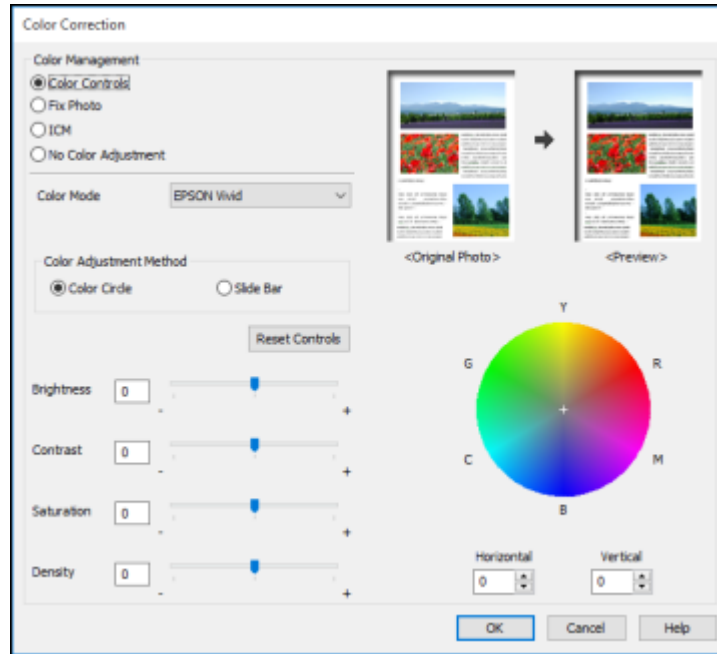 Color Correction
Color Management
Color Controls
Fix Photo
ICM
No Color Adjustment
Color Mode
EPSON Vivid
Color Adjustment Method
Color Circle
Slide Bar
Reset Controls
Brightness
0
-
+
Contrast
0
-
+
Saturation
0
-
+
Density
0
-
+
<Original Photo>
<Preview>
Y
G
R
C
M
B
Horizontal
Vertical
0
0
OK
Cancel
Help